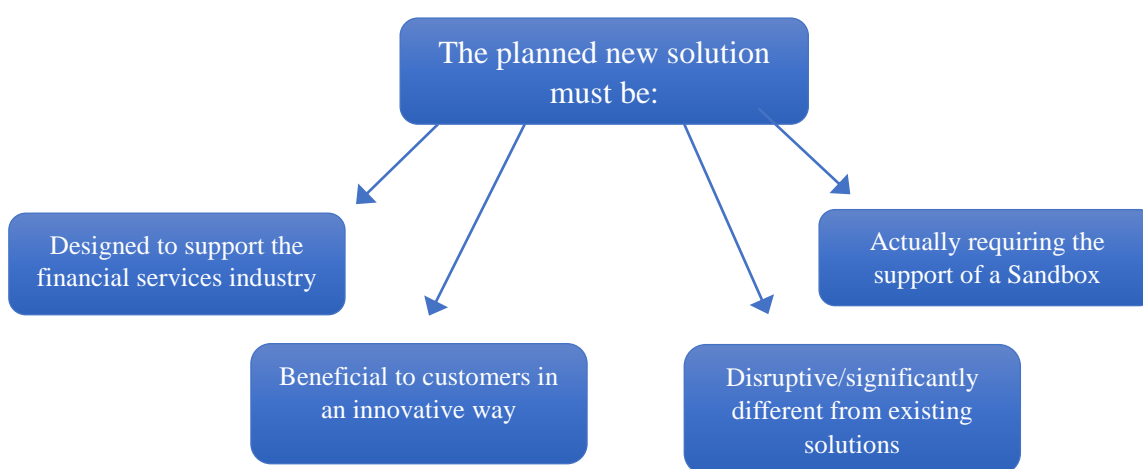 The planned new solution
must be:
Designed to support the
financial services industry
Beneficial to customers in
an innovative way
Disruptive/significantly
different from existing
solutions
Actually requiring the
support of a Sandbox